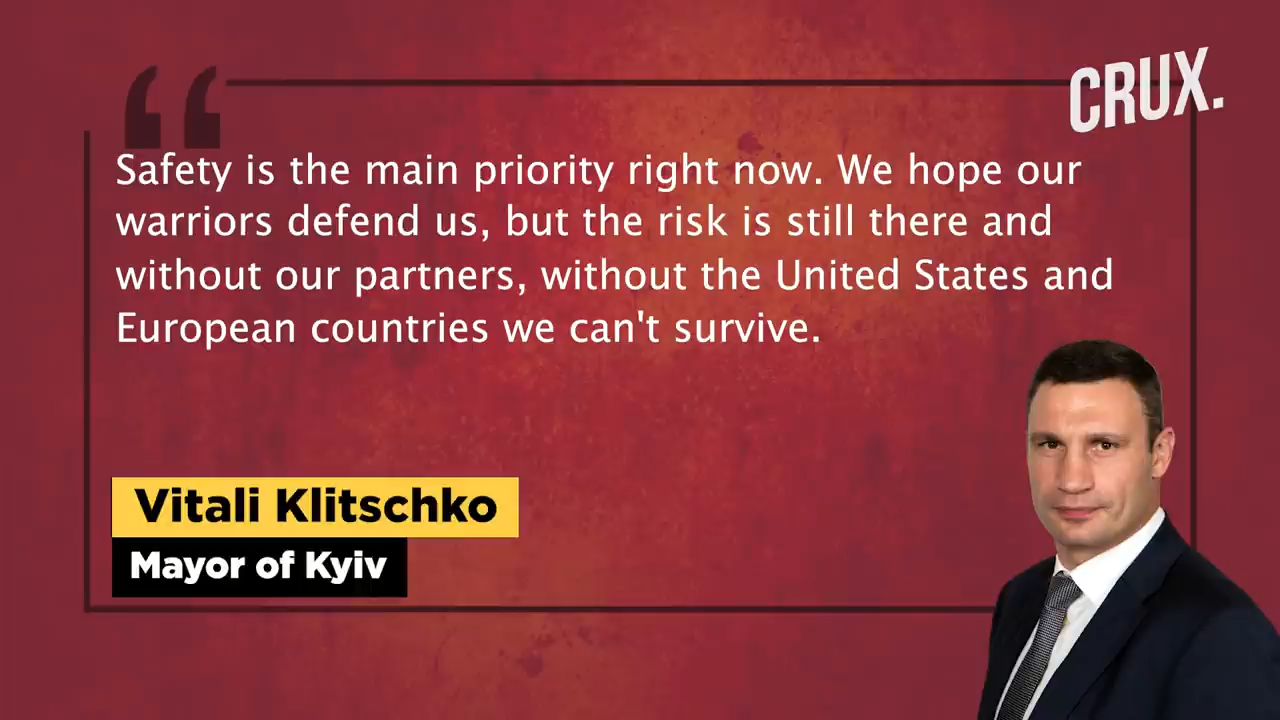 CRUX.
Safety is the main priority right now. We hope our
warriors defend us, but the risk is still there and
without our partners, without the United States and
European countries we can't survive.
Vitali Klitschko
Mayor of Kyiv